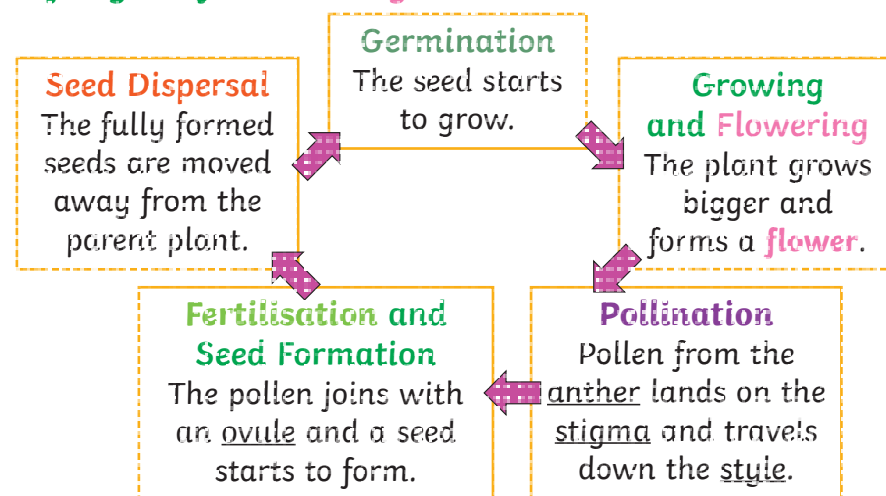 Germination
The seed starts
to grow.
Growing
and Flowering
The plant grows
bigger and
forms a flower.
Pollination
Pollen from the
anther lands on the
stigma and travels
down the style.
Fertilisation and
Seed Formation
The pollen joins with
an ovule and a seed
starts to form.
Seed Dispersal
The fully formed
seeds are moved
away from the
parent plant.